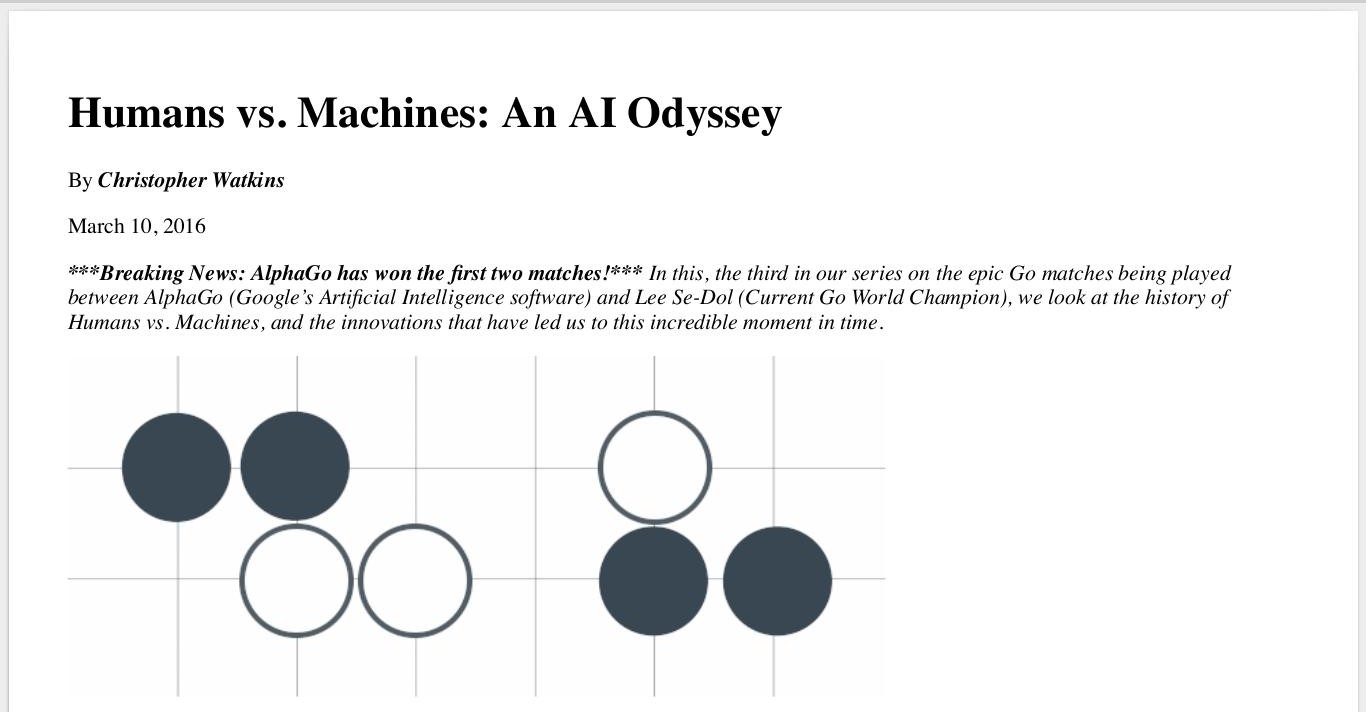 Humans vs. Machines: An AI Odyssey
By Christopher Watkins
March 10, 2016
***Breaking News: AlphaGo has won the first two matches!*** In this, the third in our series on the epic Go matches being played
between AlphaGo (Google’s Artificial Intelligence software) and Lee Se-Dol (Current Go World Champion), we look at the history of
Humans vs. Machines, and the innovations that have led us to this incredible moment in time.